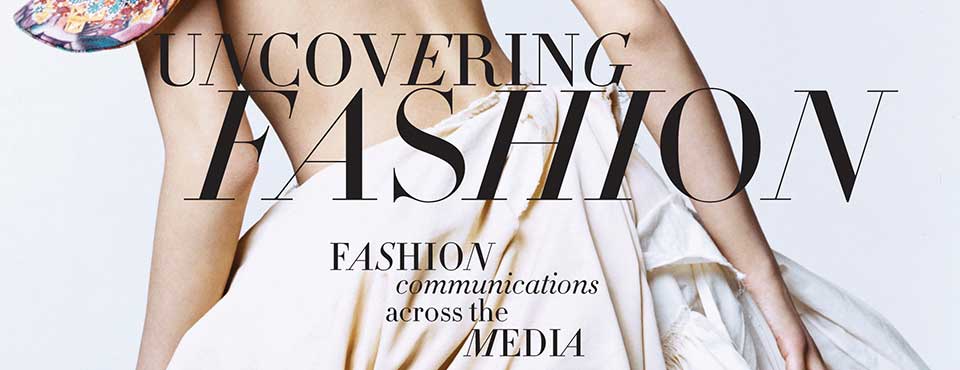 UNCOVERING
FASHION
FASHION
communications
across the
MEDIA